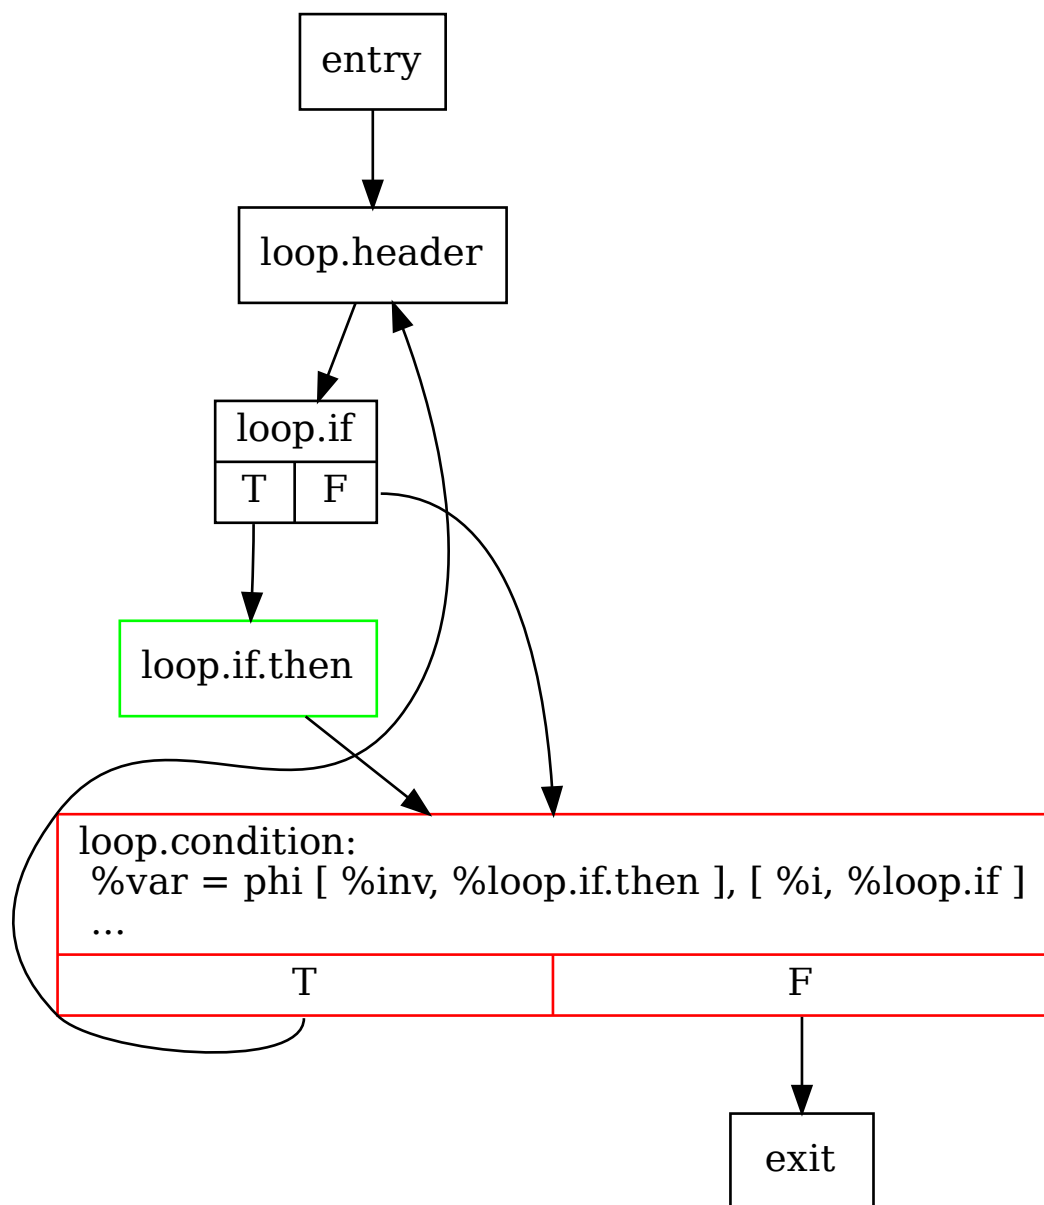 entry
loop.header
loop.if
T F
loop.if.then
loop.condition:
%var = phi [ %inv, %loop.if.then ], [ %i, %loop.if ]
...
T F
exit